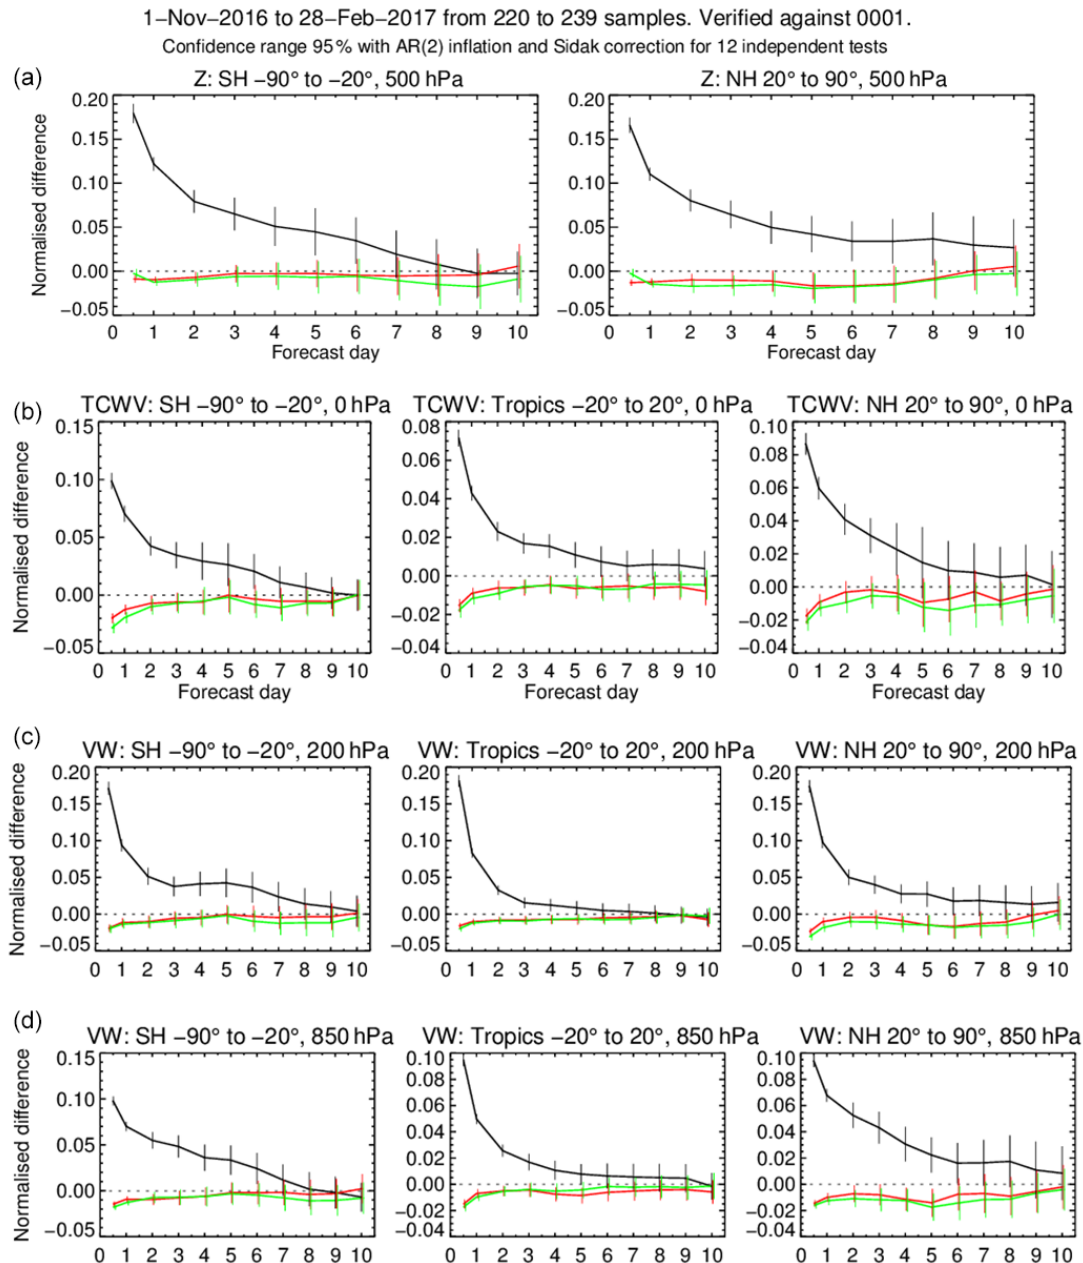 1−Nov−2016 to 28−Feb−2017 from 220 to 239 samples. Verified against 0001.
Confidence range 95% with AR(2) inflation and Sidak correction for 12 independent tests
(a)
Z: SH −90° to −20°, 500 hPa
Z: NH 20° to 90°, 500 hPa
Normalised difference
0.20
0.15
0.10
0.05
0.00
−0.05
0 1 2 3 4 5 6 7 8 9 10
Forecast day
0.20
0.15
0.10
0.05
0.00
−0.05
0 1 2 3 4 5 6 7 8 9 10
Forecast day
(b)
TCWV: SH −90° to −20°, 0 hPa
TCWV: Tropics −20° to 20°, 0 hPa
TCWV: NH 20° to 90°, 0 hPa
Normalised difference
0.15
0.10
0.05
0.00
−0.05
0 1 2 3 4 5 6 7 8 9 10
Forecast day
0.08
0.06
0.04
0.02
0.00
−0.02
−0.04
0 1 2 3 4 5 6 7 8 9 10
Forecast day
0.10
0.08
0.06
0.04
0.02
0.00
−0.02
−0.04
0 1 2 3 4 5 6 7 8 9 10
Forecast day
(c)
VW: SH −90° to −20°, 200 hPa
VW: Tropics −20° to 20°, 200 hPa
VW: NH 20° to 90°, 200 hPa
Normalised difference
0.20
0.15
0.10
0.05
0.00
−0.05
0 1 2 3 4 5 6 7 8 9 10
0.20
0.15
0.10
0.05
0.00
−0.05
0 1 2 3 4 5 6 7 8 9 10
0.20
0.15
0.10
0.05
0.00
−0.05
0 1 2 3 4 5 6 7 8 9 10
(d)
VW: SH −90° to −20°, 850 hPa
VW: Tropics −20° to 20°, 850 hPa
VW: NH 20° to 90°, 850 hPa
Normalised difference
0.15
0.10
0.05
0.00
−0.05
0 1 2 3 4 5 6 7 8 9 10
0.10
0.08
0.06
0.04
0.02
0.00
−0.02
−0.04
0 1 2 3 4 5 6 7 8 9 10
0.10
0.08
0.06
0.04
0.02
0.00
−0.02
−0.04
0 1 2 3 4 5 6 7 8 9 10